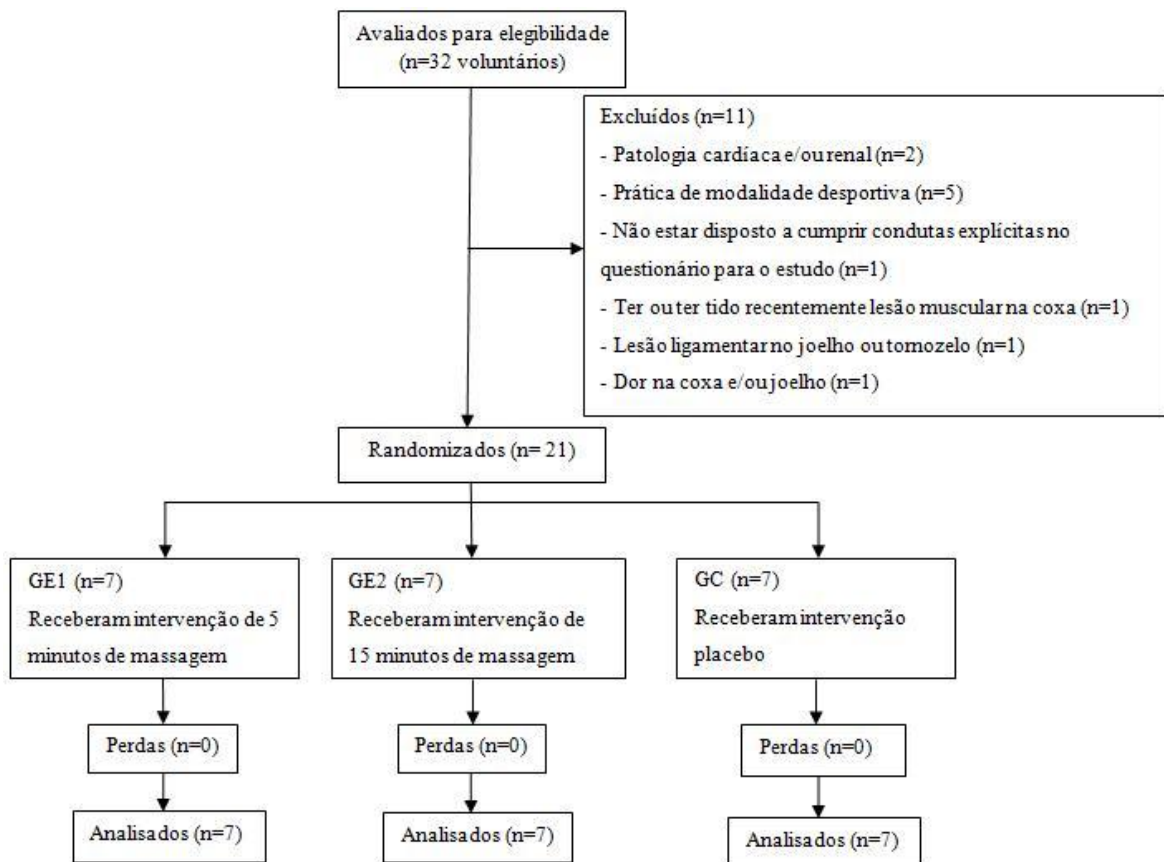 Avaliados para elegibilidade
(n=32 voluntários)
Excluídos (n=11)
- Patologia cardíaca e/ou renal (n=2)
- Prática de modalidade desportiva (n=5)
- Não estar disposto a cumprir condutas explícitas no
questionário para o estudo (n=1)
- Ter ou ter tido recentemente lesão muscular na coxa (n=1)
- Lesão ligamentar no joelho ou tornozelo (n=1)
- Dor na coxa e/ou joelho (n=1)
Randomizados (n= 21)
GE1 (n=7)
Receberam intervenção de 5
minutos de massagem
GE2 (n=7)
Receberam intervenção de
15 minutos de massagem
GC (n=7)
Receberam intervenção
placebo
Perdas (n=0)
Perdas (n=0)
Perdas (n=0)
Analisados (n=7)
Analisados (n=7)
Analisados (n=7)